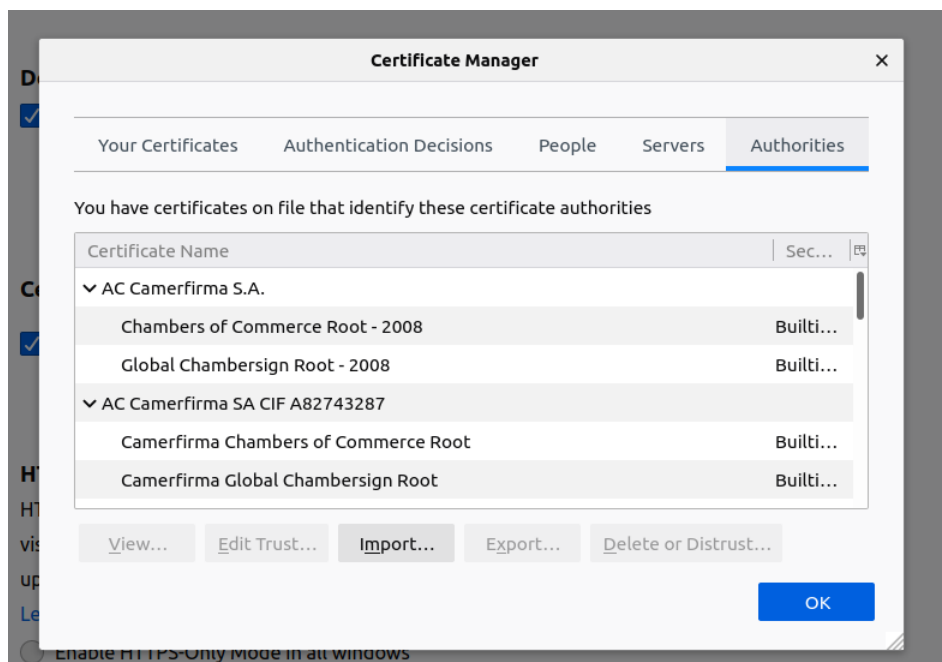 Certificate Manager
Your Certificates Authentication Decisions People Servers Authorities
You have certificates on file that identify these certificate authorities
Certificate Name Sec...
AC Camerfirma S.A.
Chambers of Commerce Root - 2008 Builti...
Global Chambersign Root - 2008 Builti...
AC Camerfirma SA CIF A82743287
Camerfirma Chambers of Commerce Root Builti...
Camerfirma Global Chambersign Root Builti...
View... Edit Trust... Import... Export... Delete or Distrust...
OK
Enable HTTPS-Only Mode in all windows